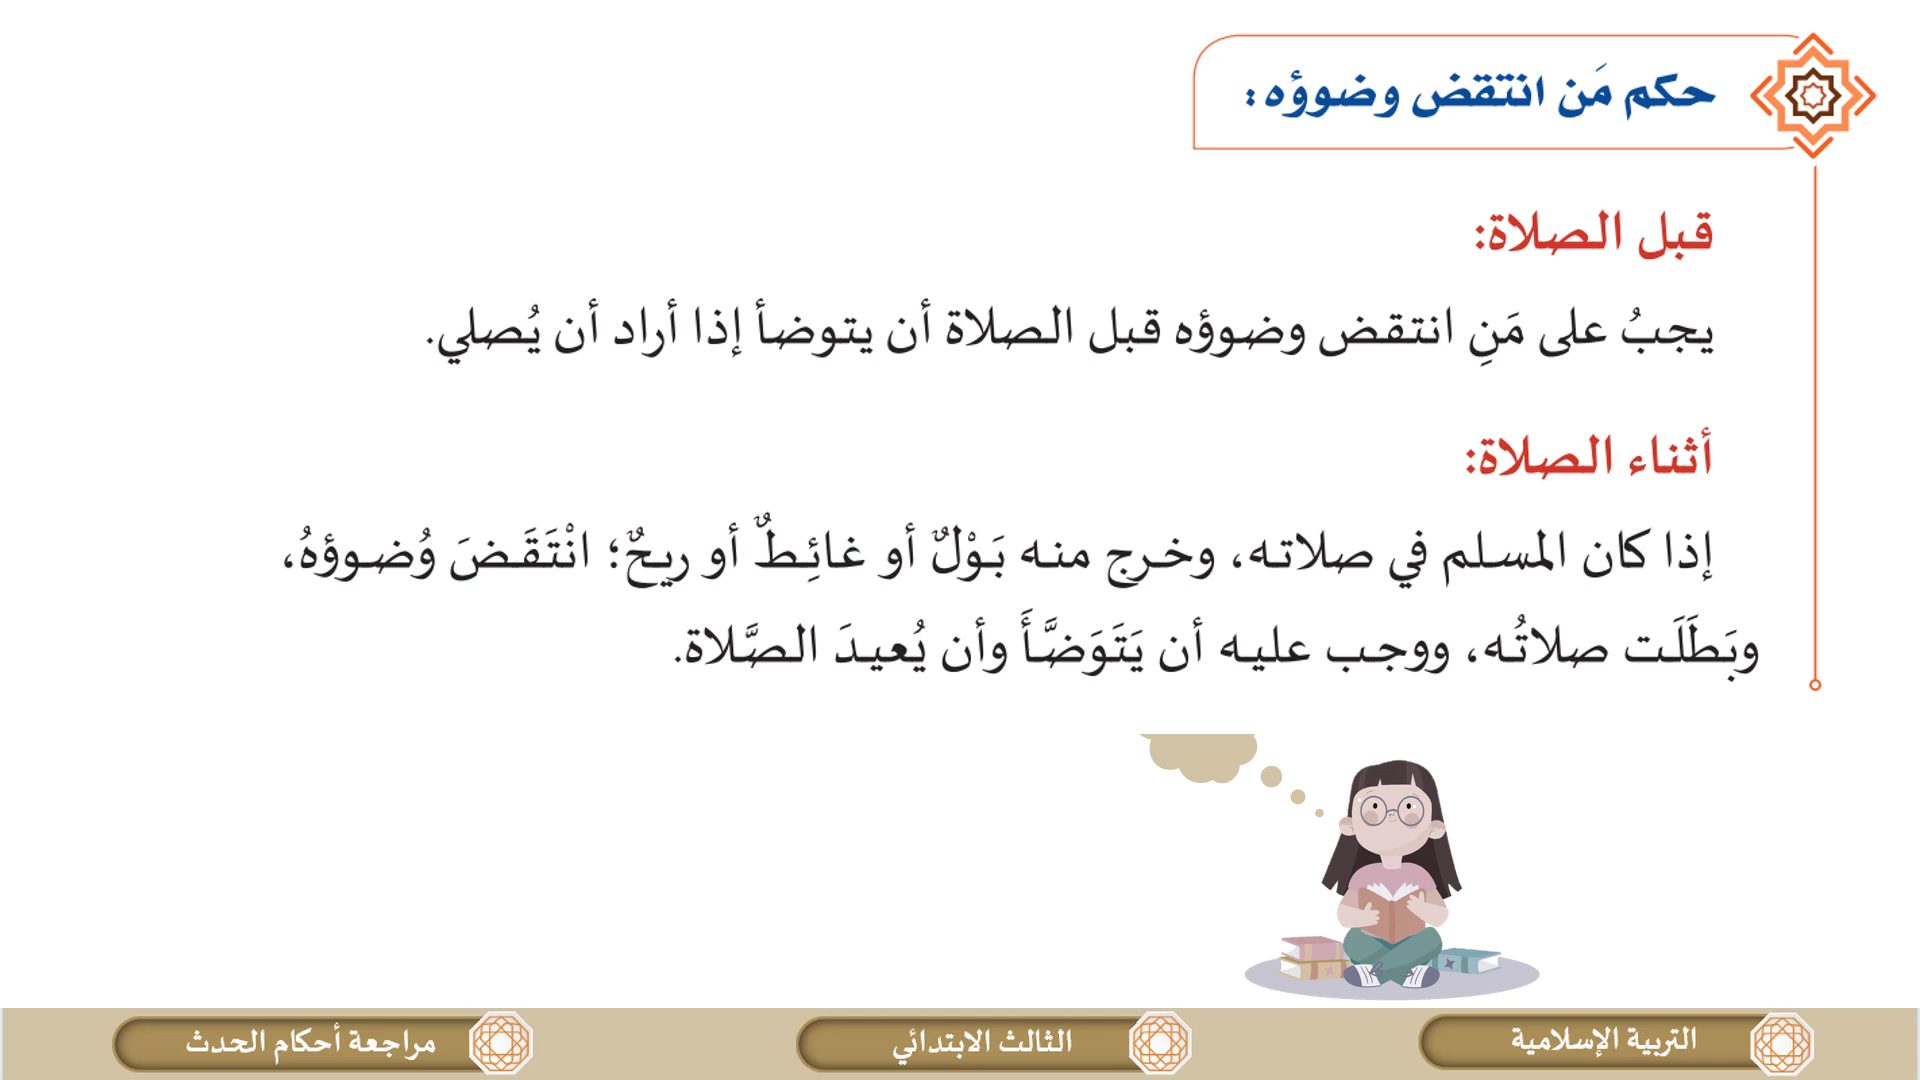 حكم مَن انتقض وضوؤه :
قبل الصلاة:
يجبُ على مَنِ انتقض وضوؤه قبل الصلاة أن يتوضأ إذا أراد أن يُصلي.
أثناء الصلاة:
إذا كان المسلم في صلاته، وخرج منه بَوْلٌ أو غائِطٌ أو ريحٌ؛ انْتَقَضَ وُضوؤهُ،
وبَطَلَت صلاتُه، ووجب عليه أن يَتَوَضَّأَ وأن يُعيدَ الصَّلاة.
التربية الإسلامية
الثالث الابتدائي
مراجعة أحكام الحدث